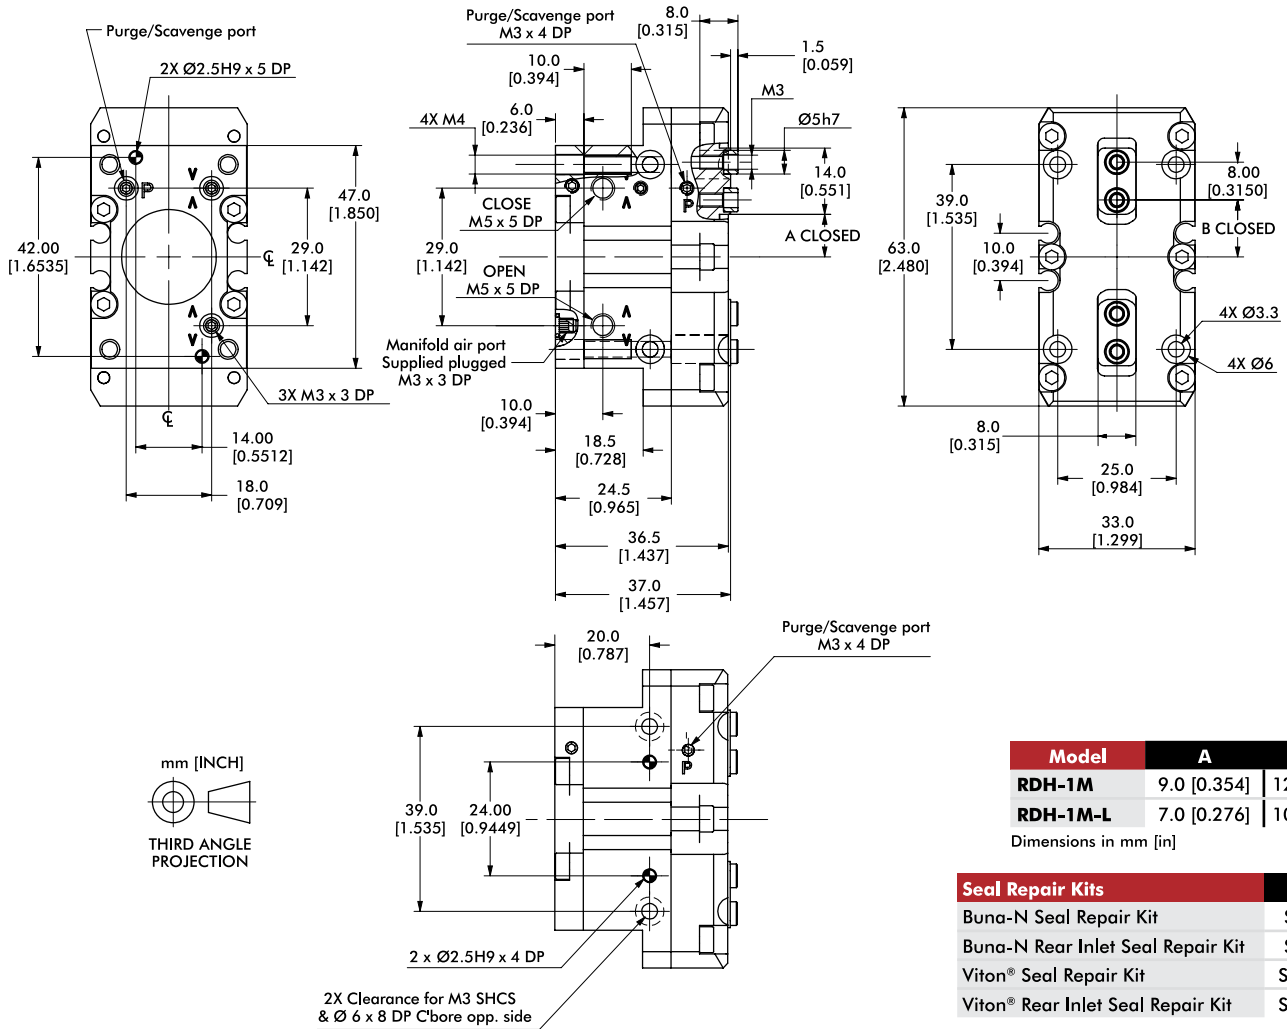 Purge/Scavenge port
2X Ø2.5H9 x 5 DP
P
47.0
[1.850]
42.00
[1.6535]
29.0
[1.142]
℄
3X M3 x 3 DP
℄
14.00
[0.5512]
18.0
[0.709]
Purge/Scavenge port
M3 x 4 DP
8.0
[0.315]
1.5
[0.059]
10.0
[0.394]
M3
6.0
[0.236]
4X M4
Ø5h7
14.0
[0.551]
CLOSE
M5 x 5 DP
P
A CLOSED
29.0
[1.142]
OPEN
M5 x 5 DP
Manifold air port
Supplied plugged
M3 x 3 DP
10.0
[0.394]
18.5
[0.728]
24.5
[0.965]
36.5
[1.437]
37.0
[1.457]
8.00
[0.3150]
39.0
[1.535]
B CLOSED
63.0
[2.480]
10.0
[0.394]
4X Ø3.3
4X Ø6
8.0
[0.315]
25.0
[0.984]
33.0
[1.299]
Purge/Scavenge port
M3 x 4 DP
20.0
[0.787]
P
39.0
[1.535]
24.00
[0.9449]
2 x Ø2.5H9 x 4 DP
2X Clearance for M3 SHCS
& Ø 6 x 8 DP C'bore opp. side
mm [INCH]
THIRD ANGLE
PROJECTION
Model A
RDH-1M 9.0 [0.354] 12
RDH-1M-L 7.0 [0.276] 10
Dimensions in mm [in]
Seal Repair Kits
Buna-N Seal Repair Kit S
Buna-N Rear Inlet Seal Repair Kit S
Viton® Seal Repair Kit S
Viton® Rear Inlet Seal Repair Kit S